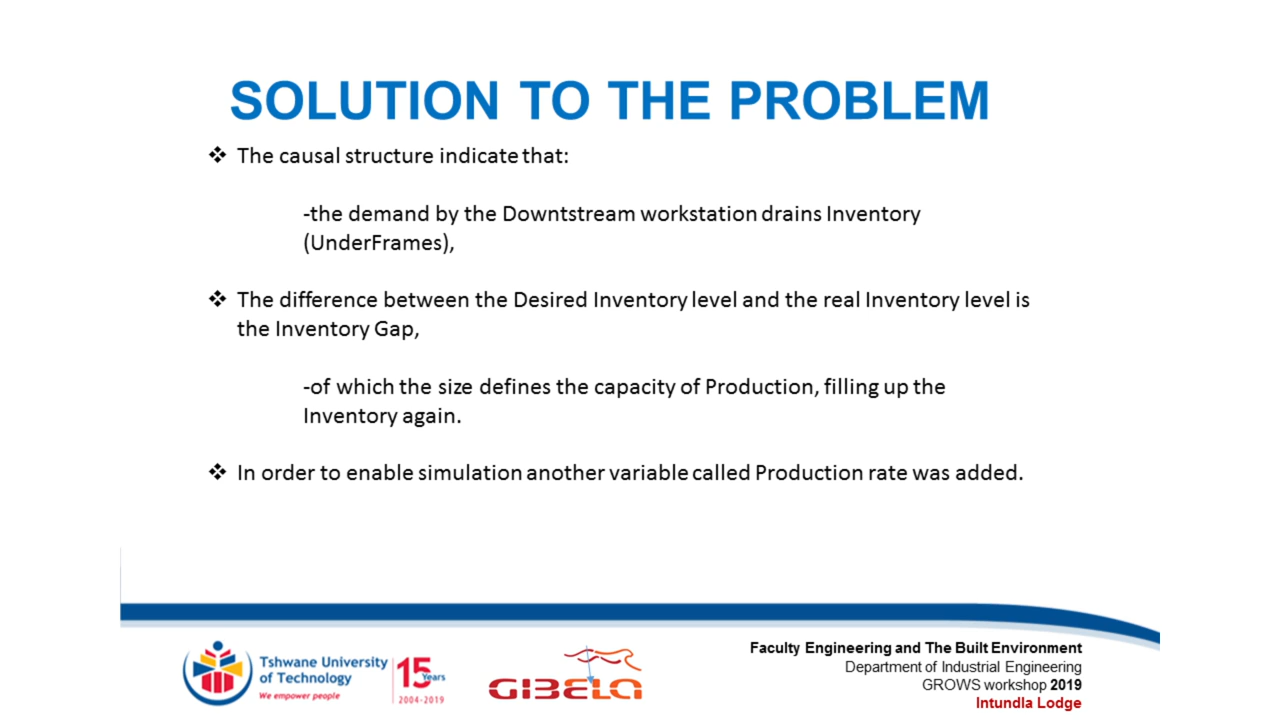 SOLUTION TO THE PROBLEM
❖ The causal structure indicate that:
-the demand by the Downtstream workstation drains Inventory
(UnderFrames),
❖ The difference between the Desired Inventory level and the real Inventory level is
the Inventory Gap,
-of which the size defines the capacity of Production, filling up the
Inventory again.
❖ In order to enable simulation another variable called Production rate was added.
Tshwane University
of Technology
We empower people
15 Years
2004-2019
GIBELA
Faculty Engineering and The Built Environment
Department of Industrial Engineering
GROWS workshop 2019
Intundla Lodge